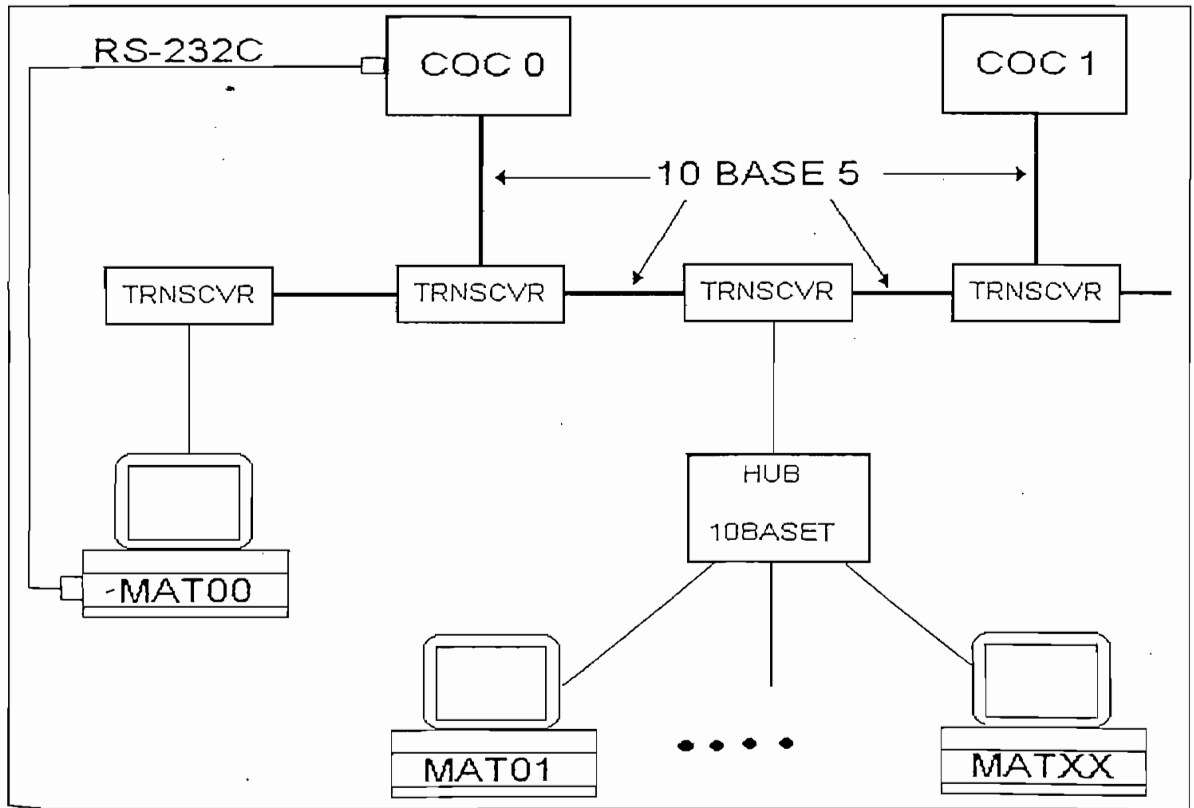 RS-232C
COC 0
COC 1
10 BASE 5
TRNSCVR
TRNSCVR
TRNSCVR
TRNSCVR
HUB
10BASET
-MAT00
MAT01
MATXX